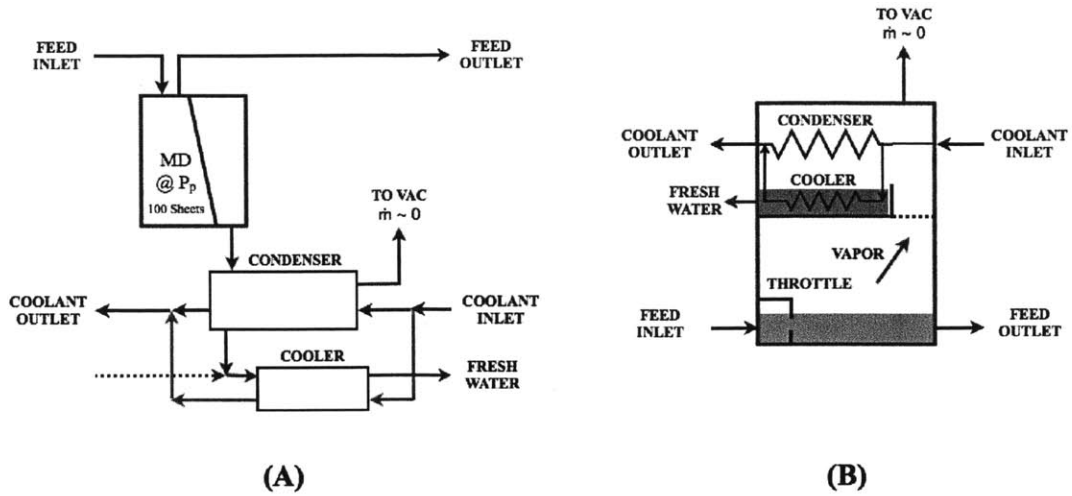 FEED
INLET
FEED
OUTLET
MD
@ Pp
100 Sheets
TO VAC
ṁ ~ 0
CONDENSER
COOLANT
OUTLET
COOLANT
INLET
COOLER
FRESH
WATER
(A)
TO VAC
ṁ ~ 0
CONDENSER
COOLANT
OUTLET
COOLANT
INLET
COOLER
FRESH
WATER
VAPOR
THROTTLE
FEED
INLET
FEED
OUTLET
(B)